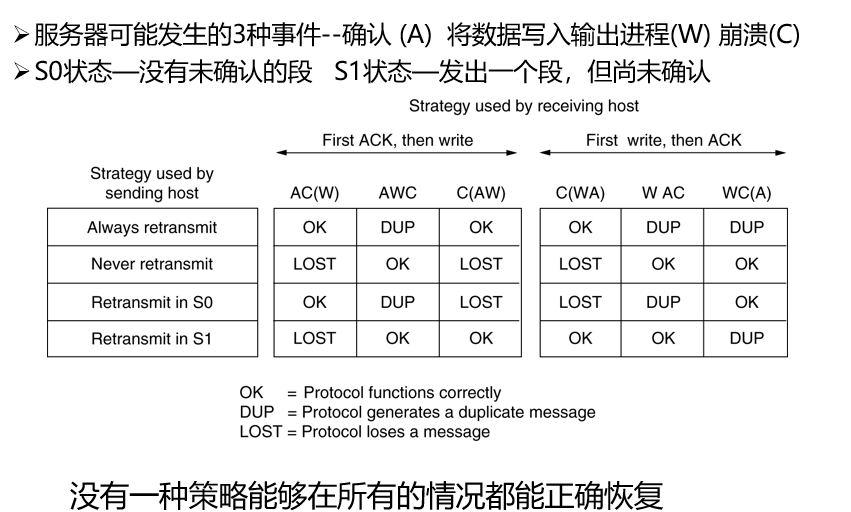 ➢服务器可能发生的3种事件--确认 (A)  将数据写入输出进程(W) 崩溃(C)
➢S0状态—没有未确认的段   S1状态—发出一个段，但尚未确认
Strategy used by receiving host
First ACK, then write   First write, then ACK
Strategy used by
sending host
AC(W)   AWC   C(AW)   C(WA)   W AC   WC(A)
Always retransmit   OK   DUP   OK   OK   DUP   DUP
Never retransmit   LOST   OK   LOST   LOST   OK   OK
Retransmit in S0   OK   DUP   LOST   LOST   DUP   OK
Retransmit in S1   LOST   OK   OK   OK   OK   DUP
OK = Protocol functions correctly
DUP = Protocol generates a duplicate message
LOST = Protocol loses a message
没有一种策略能够在所有的情况都能正确恢复